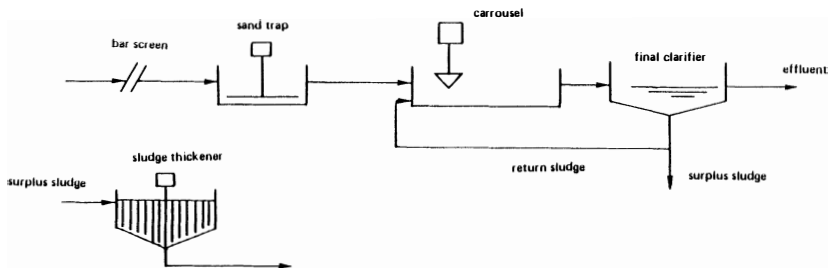 carrousel
sand trap
bar screen
final clarifier
effluent
sludge thickener
return sludge
surplus sludge
surplus sludge